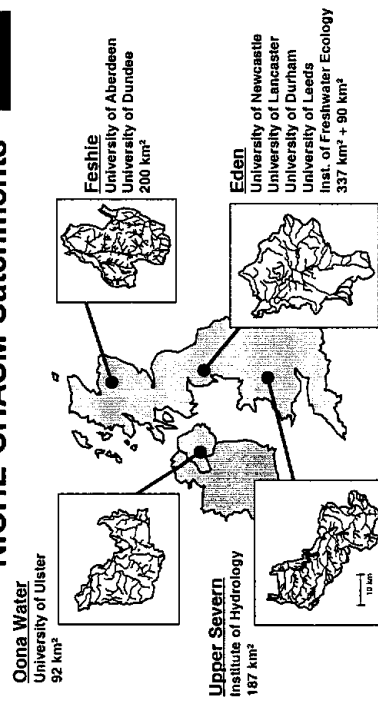 NICHE CHASM Catchments
Oona Water
University of Ulster
92 km²
Feshie
University of Aberdeen
University of Dundee
200 km²
Upper Severn
Institute of Hydrology
187 km²
10 km
Eden
University of Newcastle
University of Lancaster
University of Durham
University of Leeds
Inst. of Freshwater Ecology
337 km² + 90 km²